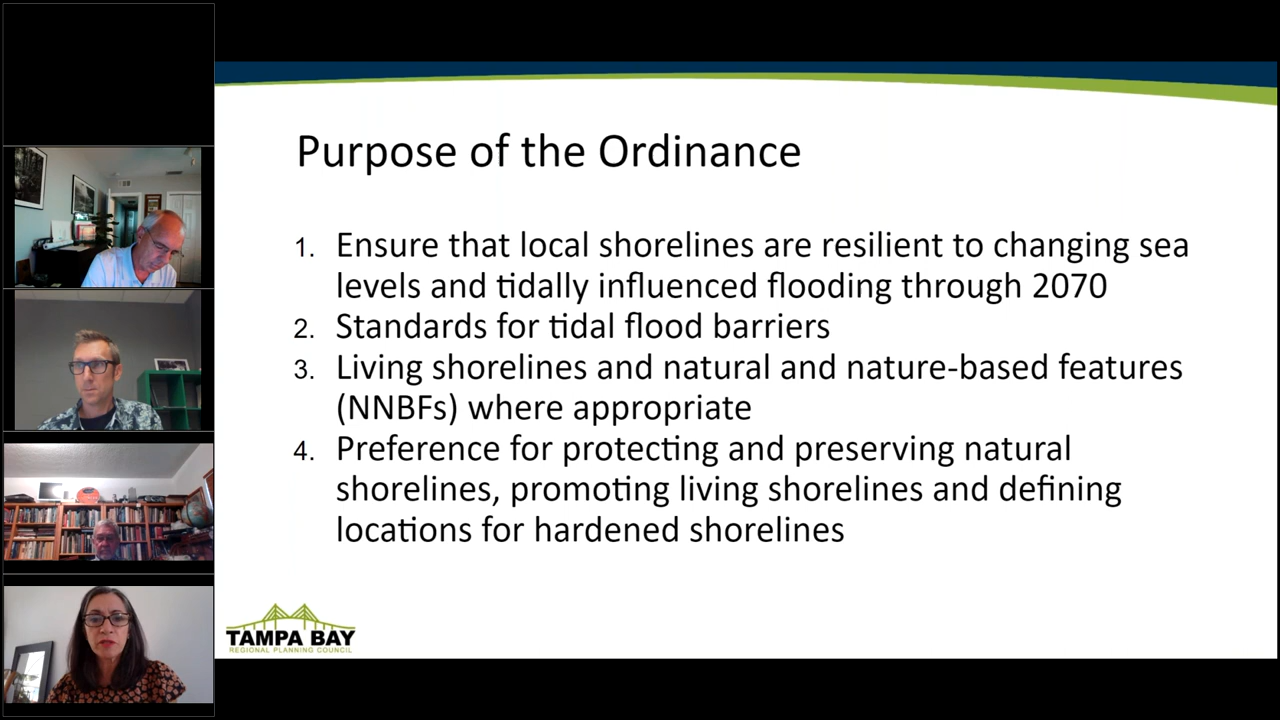 Purpose of the Ordinance
1. Ensure that local shorelines are resilient to changing sea
levels and tidally influenced flooding through 2070
2. Standards for tidal flood barriers
3. Living shorelines and natural and nature-based features
(NNBFs) where appropriate
4. Preference for protecting and preserving natural
shorelines, promoting living shorelines and defining
locations for hardened shorelines
TAMPA BAY
REGIONAL PLANNING COUNCIL